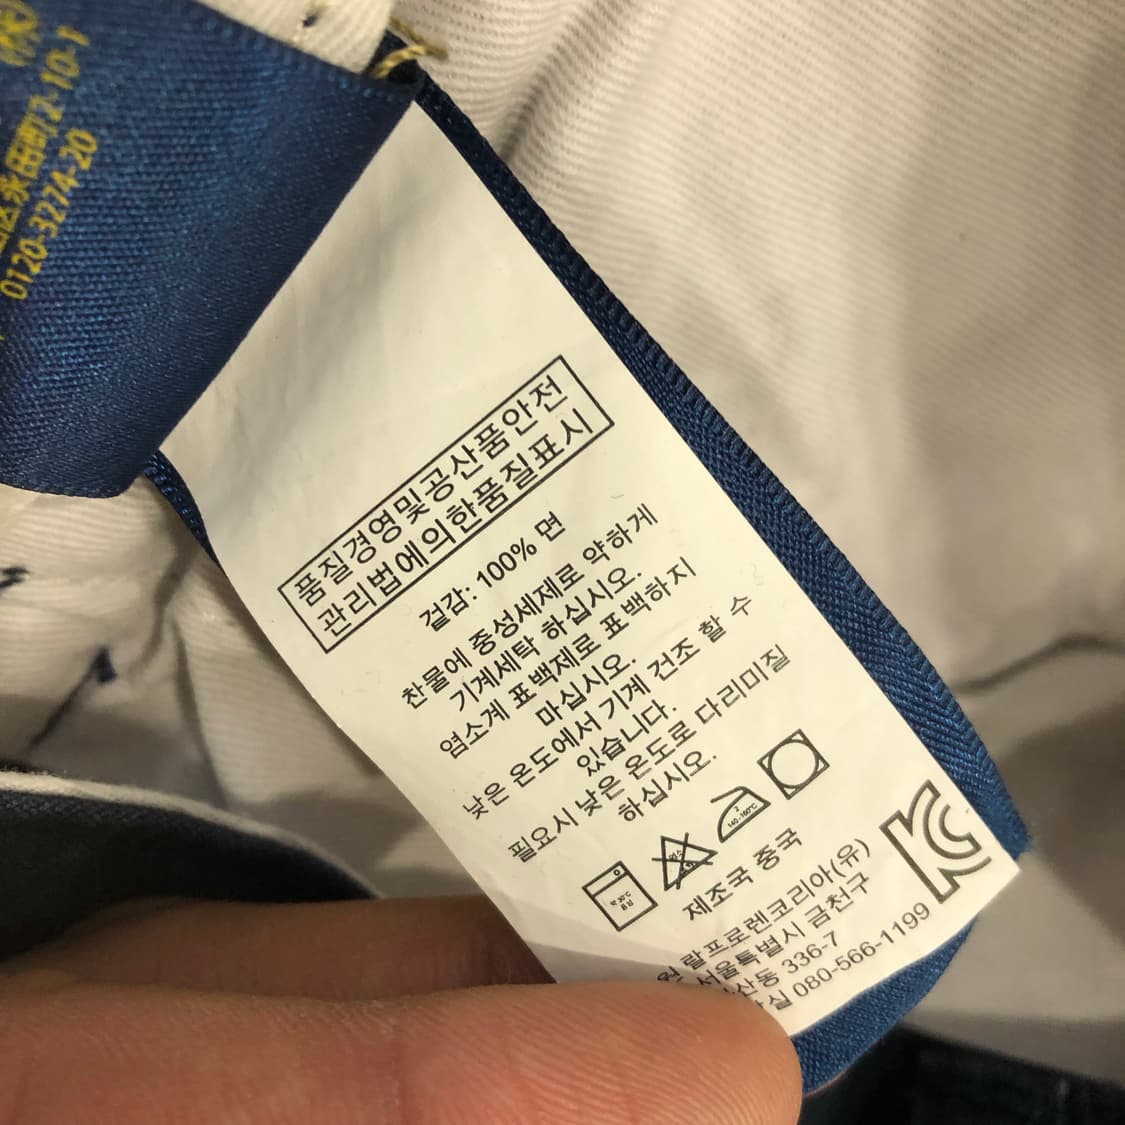 2-10-1
0120-3274-20
품질경영및공산품안전
관리법에의한품질표시
겉감: 100% 면
찬물에 중성세제로 약하게
기계세탁 하십시오.
염소계 표백제로 표백하지
마십시오.
낮은 온도에서 기계 건조 할 수
있습니다.
필요시 낮은 온도로 다리미질
하십시오.
140-160℃
제조국 중국
랄프로렌코리아(유)
서울특별시 금천구
336-7
080-566-1199